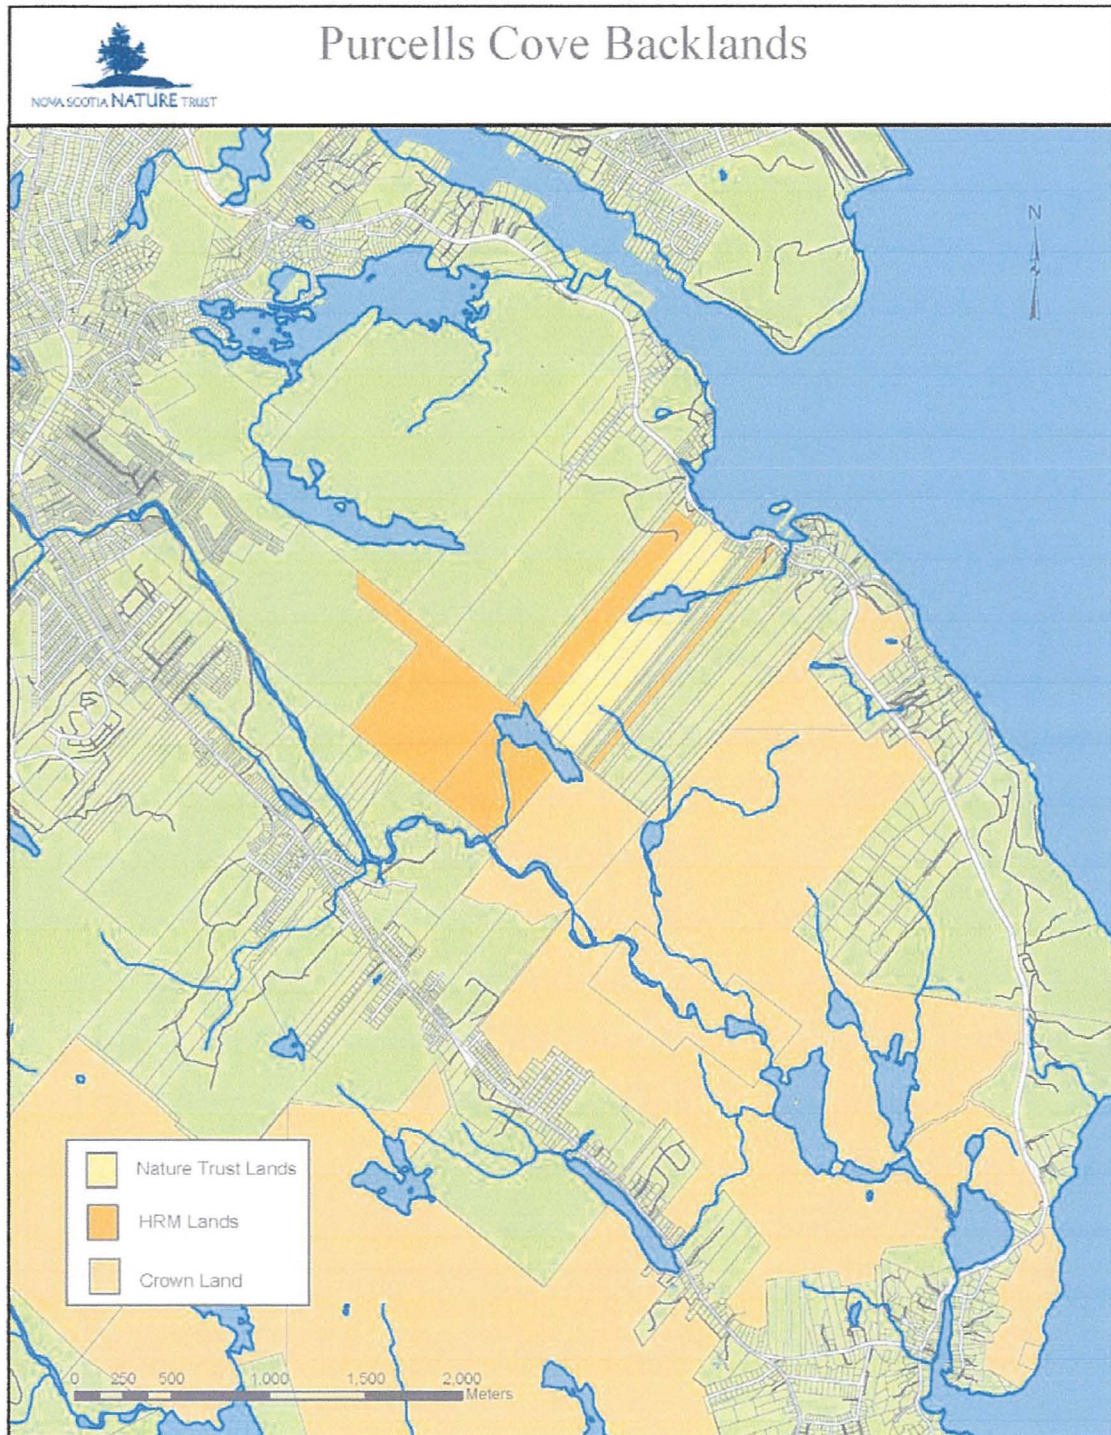 Purcells Cove Backlands
NOVA SCOTIA NATURE TRUST
N
Nature Trust Lands
HRM Lands
Crown Land
0 250 500 1,000 1,500 2,000
Meters